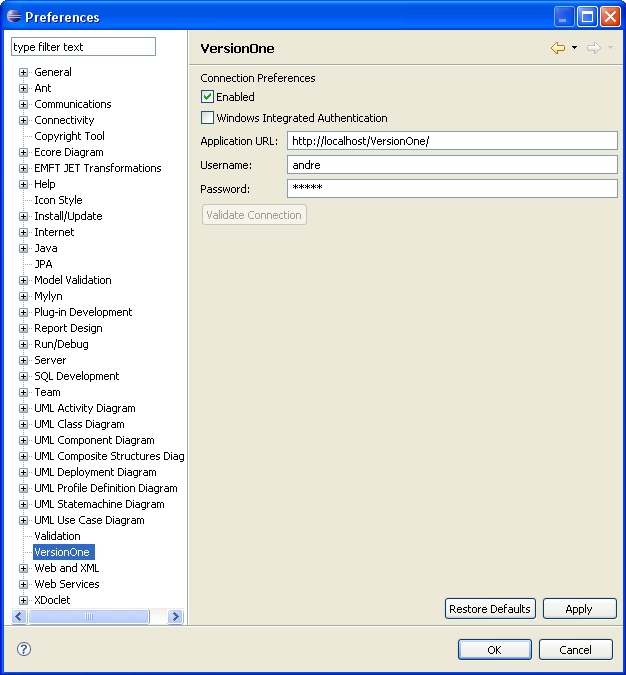 Preferences
type filter text
General
Ant
Communications
Connectivity
Copyright Tool
Ecore Diagram
EMFT JET Transformations
Help
Icon Style
Install/Update
Internet
Java
JPA
Model Validation
Mylyn
Plug-in Development
Report Design
Run/Debug
Server
SQL Development
Team
UML Activity Diagram
UML Class Diagram
UML Component Diagram
UML Composite Structures Diag
UML Deployment Diagram
UML Profile Definition Diagram
UML Statemachine Diagram
UML Use Case Diagram
Validation
VersionOne
Web and XML
Web Services
XDoclet
VersionOne
Connection Preferences
Enabled
Windows Integrated Authentication
Application URL: http://localhost/VersionOne/
Username: andre
Password: *****
Validate Connection
Restore Defaults Apply
? OK Cancel